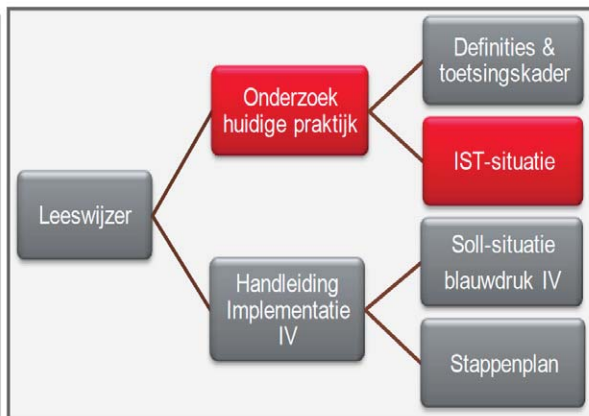 Leeswijzer
Onderzoek
huidige praktijk
Definities &
toetsingskader
IST-situatie
Handleiding
Implementatie
IV
Soll-situatie
blauwdruk IV
Stappenplan